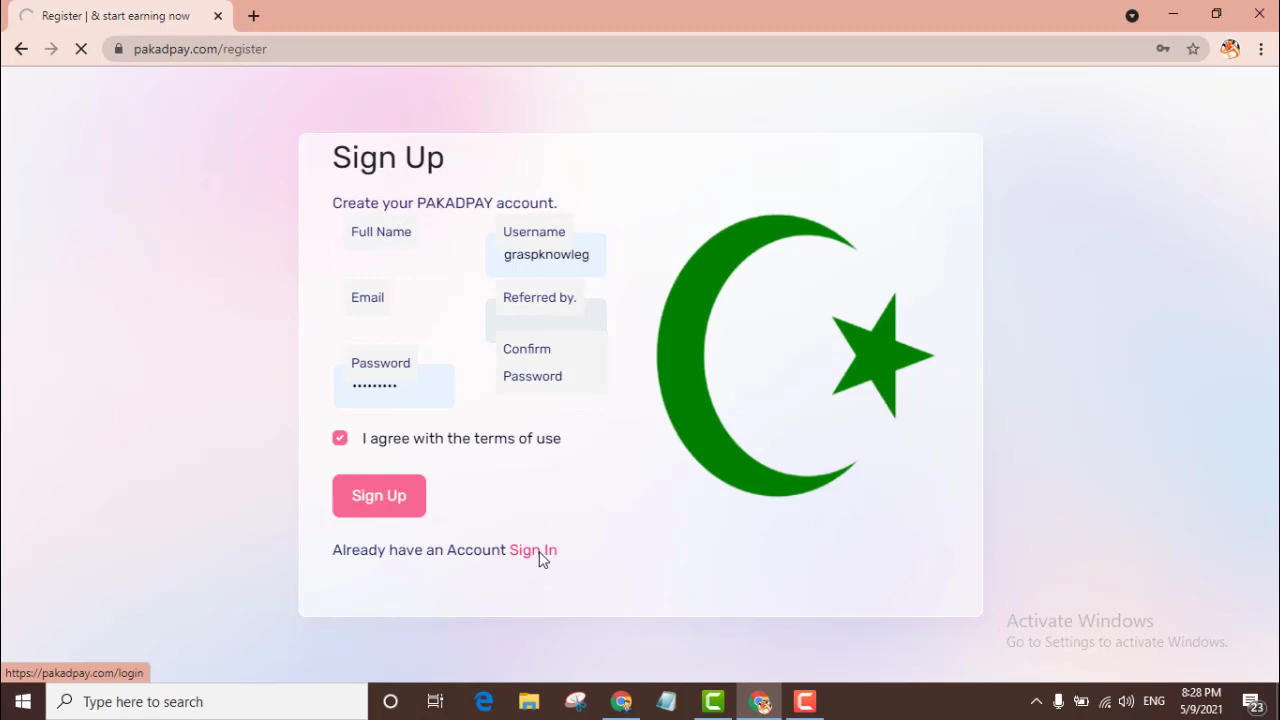 Register | & start earning now
pakadpay.com/register
Sign Up
Create your PAKADPAY account.
Full Name
Username
graspknowleg
Email
Referred by.
Password
•••••••••
Confirm
Password
I agree with the terms of use
Sign Up
Already have an Account Sign In
Activate Windows
Go to Settings to activate Windows.
https://pakadpay.com/login
Type here to search
ENG
8:28 PM
5/9/2021
23